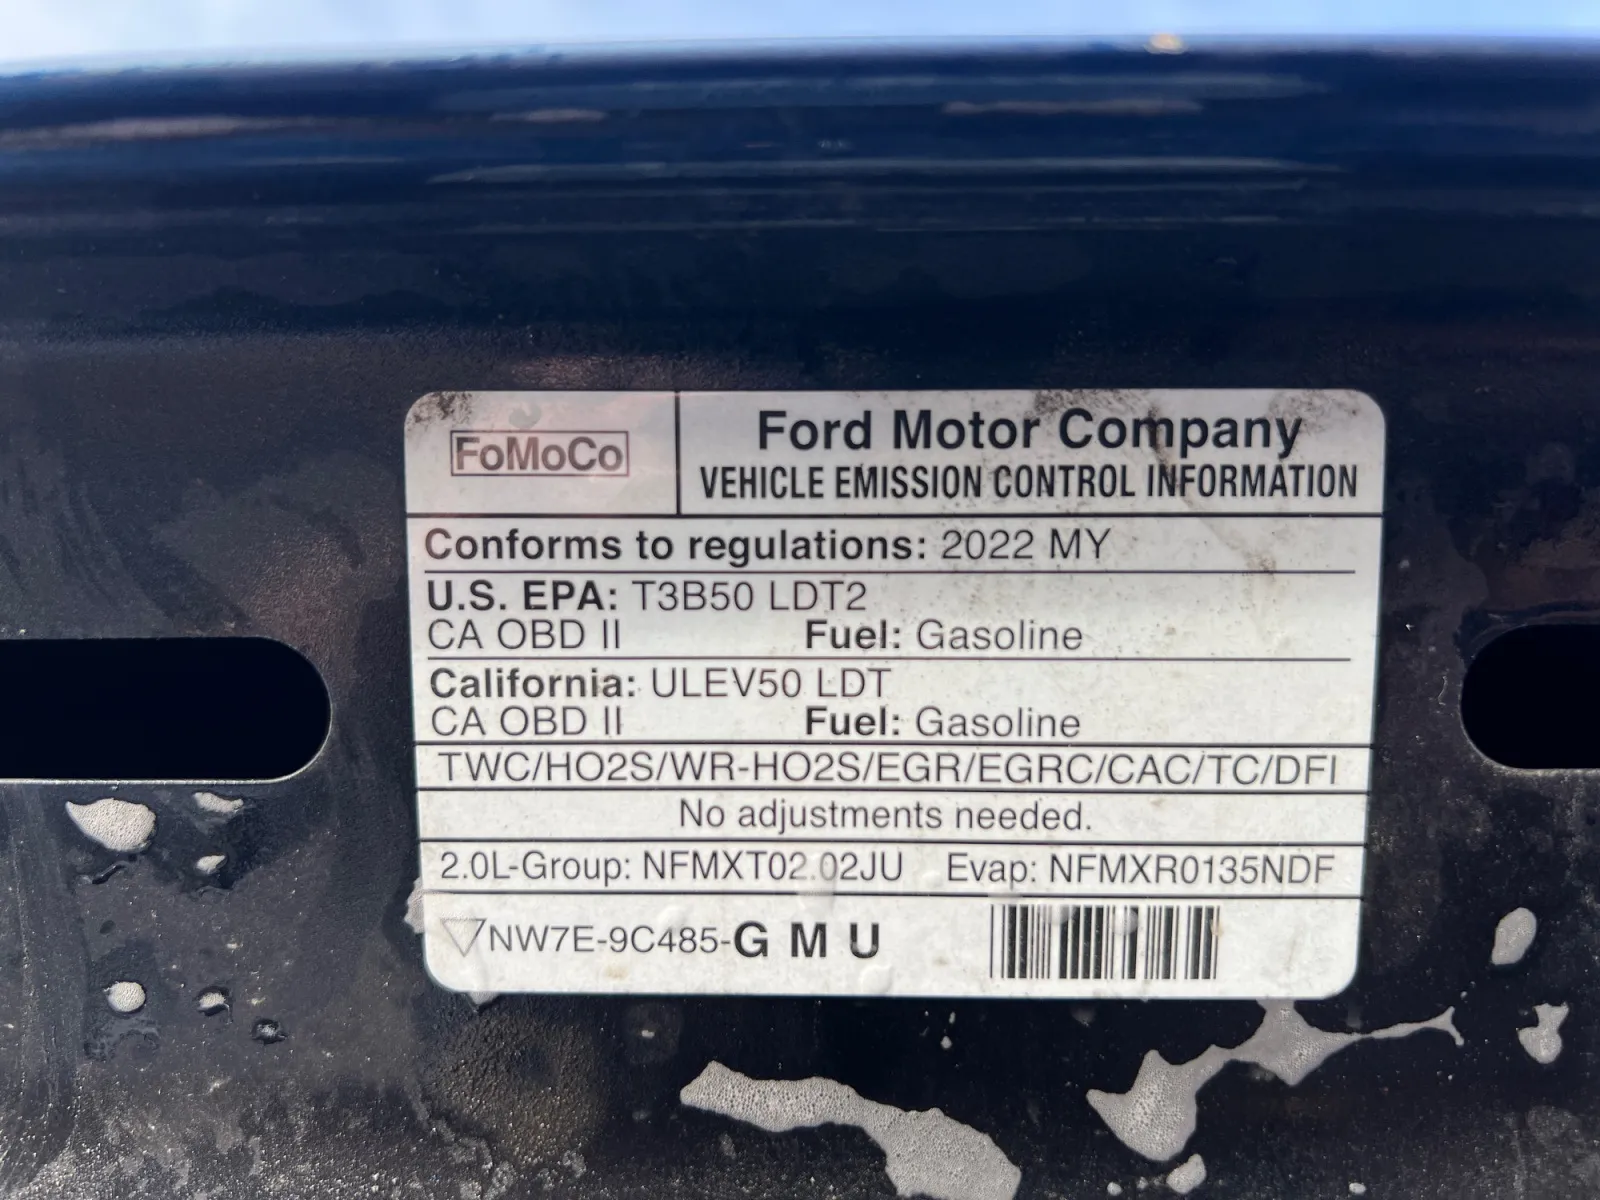 FoMoCo
Ford Motor Company
VEHICLE EMISSION CONTROL INFORMATION
Conforms to regulations: 2022 MY
U.S. EPA: T3B50 LDT2
CA OBD II Fuel: Gasoline
California: ULEV50 LDT
CA OBD II Fuel: Gasoline
TWC/HO2S/WR-HO2S/EGR/EGRC/CAC/TC/DFI
No adjustments needed.
2.0L-Group: NFMXT02.02JU Evap: NFMXR0135NDF
NW7E-9C485-G M U